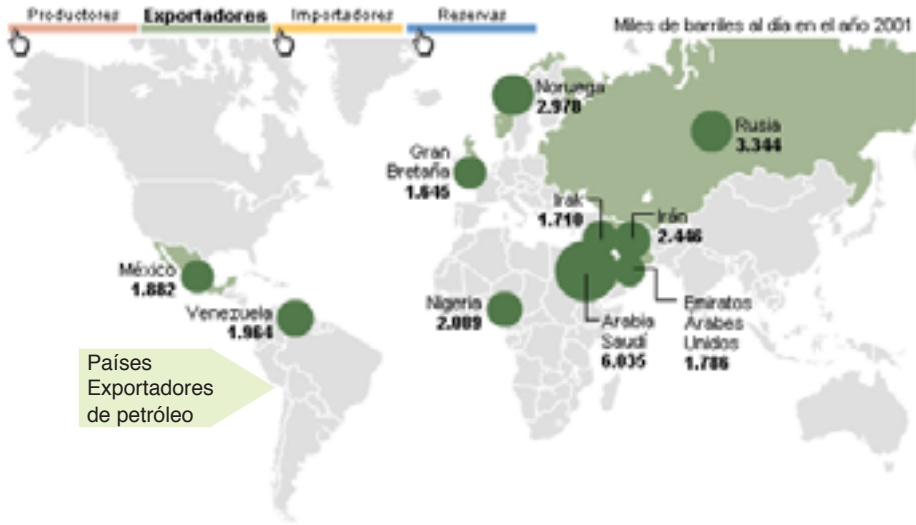 Productores
Exportadores
Importadores
Reservas
Miles de barriles al día en el año 2001
Noruega
2.978
Rusia
3.344
Gran
Bretaña
1.645
Irak
1.710
Irán
2.446
México
1.882
Venezuela
1.964
Nigeria
2.089
Arabia
Saudí
6.035
Emiratos
Árabes
Unidos
1.786
Países
Exportadores
de petróleo